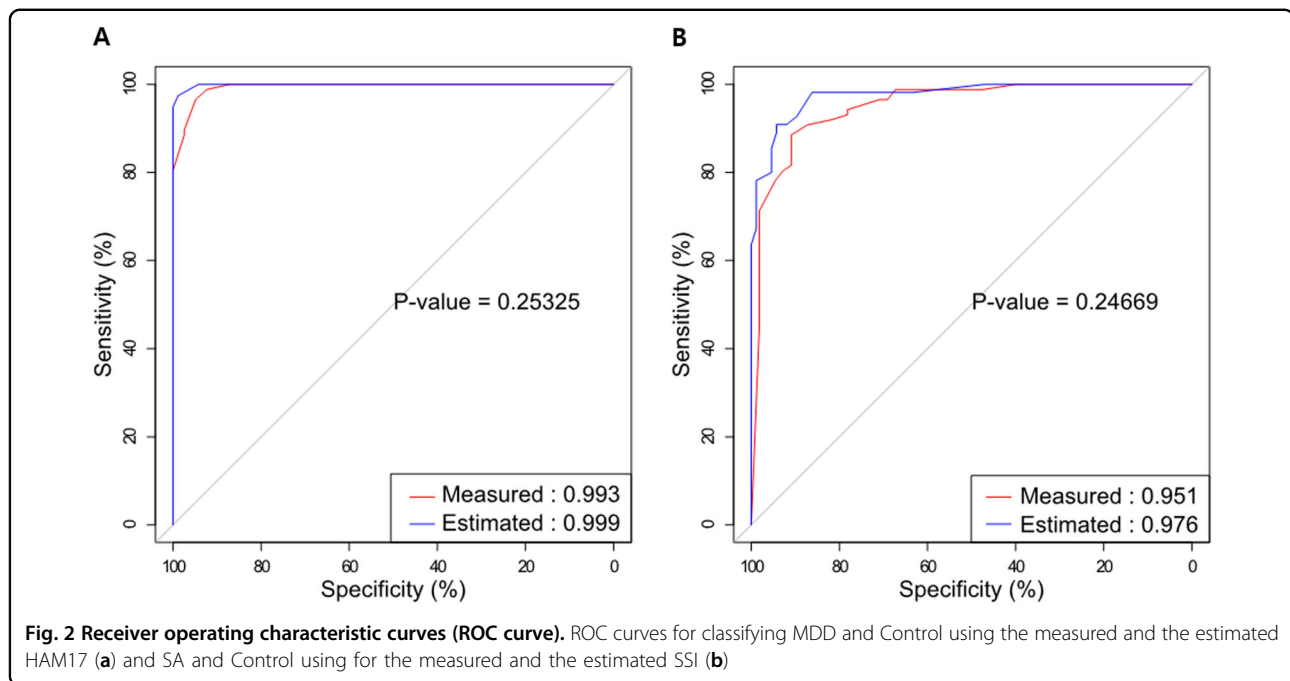 A
100
80
60
40
20
0
Sensitivity (%)
P-value = 0.25325
Measured : 0.993
Estimated : 0.999
100 80 60 40 20 0
Specificity (%)
B
100
80
60
40
20
0
Sensitivity (%)
P-value = 0.24669
Measured : 0.951
Estimated : 0.976
100 80 60 40 20 0
Specificity (%)
Fig. 2 Receiver operating characteristic curves (ROC curve). ROC curves for classifying MDD and Control using the measured and the estimated
HAM17 (a) and SA and Control using for the measured and the estimated SSI (b)